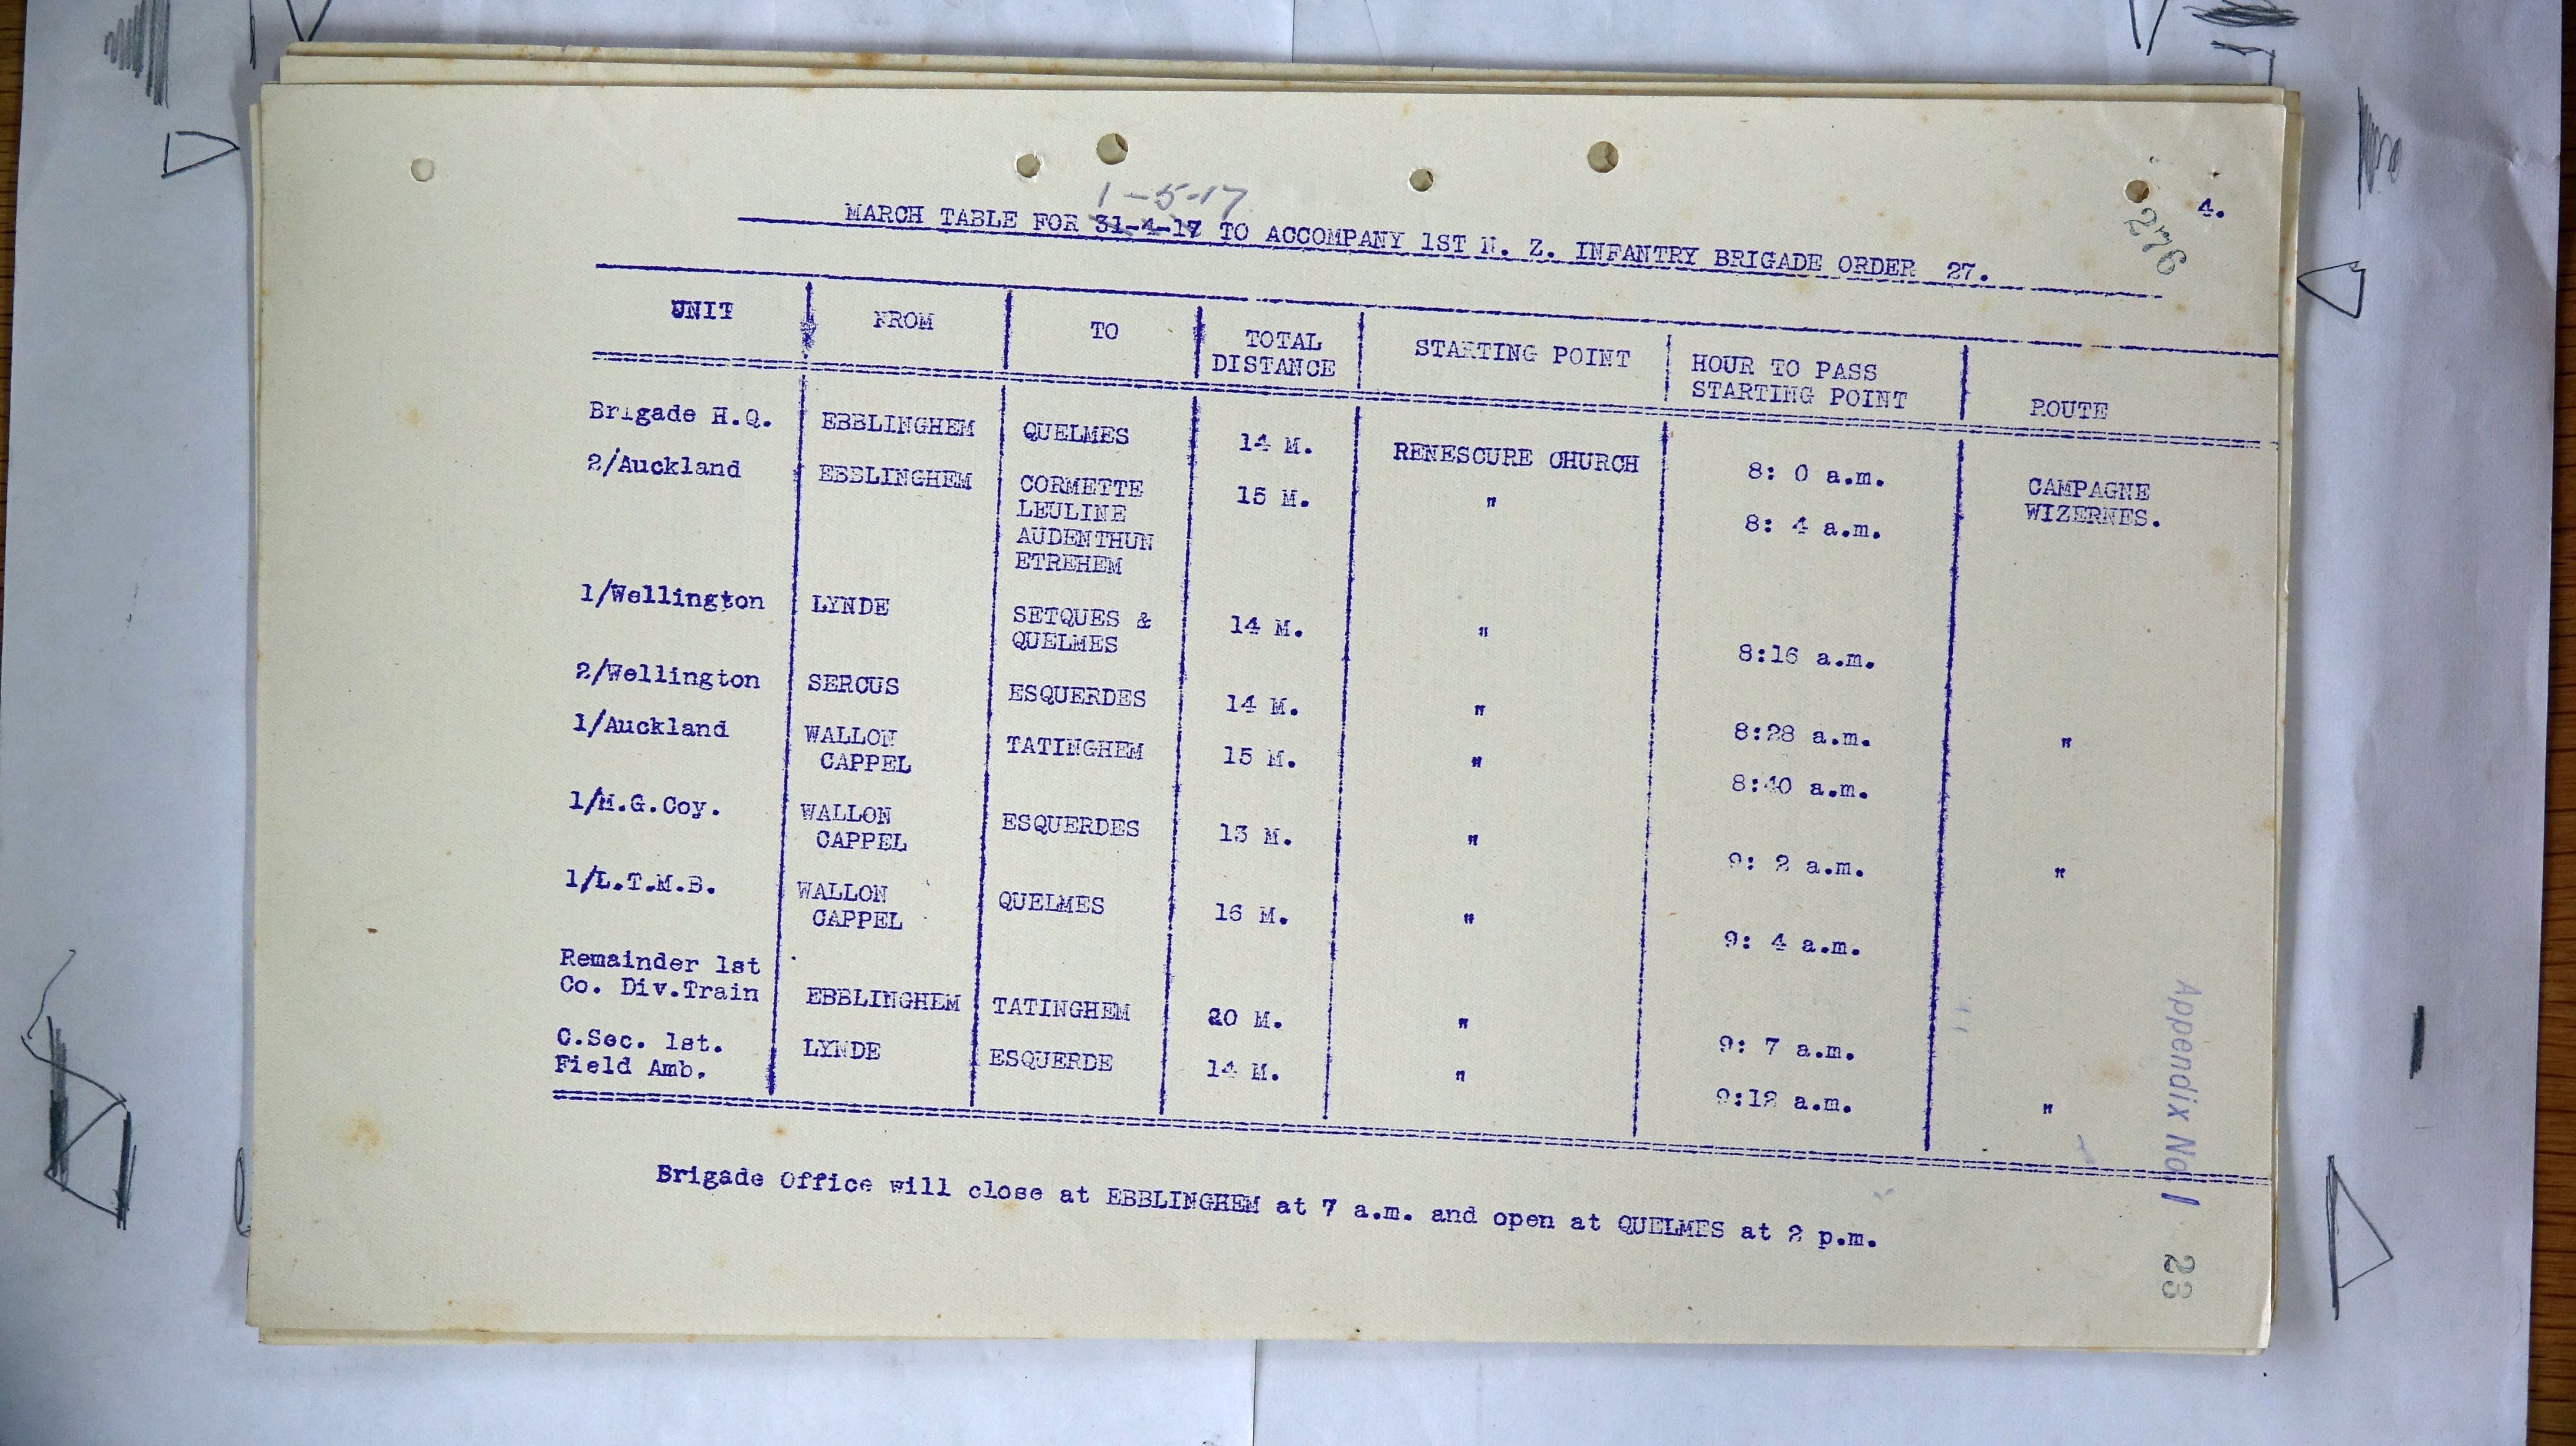 4.
276
1-5-17
MARCH TABLE FOR 31-4-17 TO ACCOMPANY 1ST N. Z. INFANTRY BRIGADE ORDER 27.
UNIT FROM TO TOTAL DISTANCE STARTING POINT HOUR TO PASS STARTING POINT ROUTE
Brigade H.Q. EBBLINGHEM QUELMES 14 M. RENESCURE CHURCH 8: 0 a.m. CAMPAGNE
WIZERNES.
2/Auckland EBBLINGHEM CORMETTE 15 M. " 8: 4 a.m.
LEULINE
AUDENTHUN
ETREHEM
1/Wellington LYNDE SETQUES & 14 M. " 8:16 a.m.
QUELMES
2/Wellington SERCUS ESQUERDES 14 M. " 8:28 a.m. "
1/Auckland WALLON TATINGHEM 15 M. " 8:40 a.m.
CAPPEL
1/M.G.Coy. WALLON ESQUERDES 13 M. " 9: 2 a.m. "
CAPPEL
1/L.T.M.B. WALLON QUELMES 16 M. " 9: 4 a.m.
CAPPEL
Remainder 1st
Co. Div.Train EBBLINGHEM TATINGHEM 20 M. " 9: 7 a.m.
C.Sec. 1st. LYNDE ESQUERDE 14 M. " 9:12 a.m. "
Field Amb.
Brigade Office will close at EBBLINGHEM at 7 a.m. and open at QUELMES at 2 p.m.
Appendix No 1
23